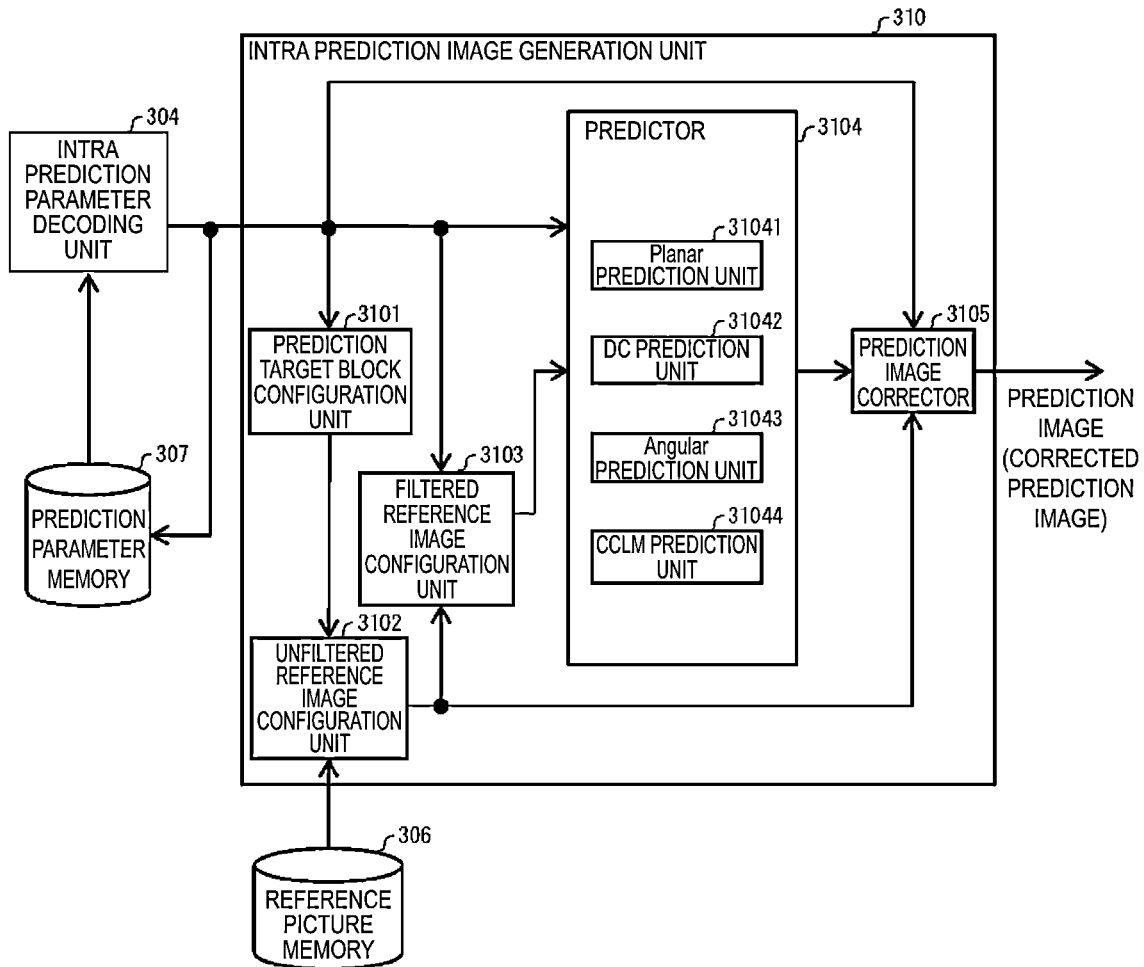 310
INTRA PREDICTION IMAGE GENERATION UNIT
304
INTRA
PREDICTION
PARAMETER
DECODING
UNIT
PREDICTOR
3104
31041
Planar
PREDICTION UNIT
3101
PREDICTION
TARGET BLOCK
CONFIGURATION
UNIT
31042
DC PREDICTION
UNIT
3105
PREDICTION
IMAGE
CORRECTOR
PREDICTION
IMAGE
(CORRECTED
PREDICTION
IMAGE)
307
PREDICTION
PARAMETER
MEMORY
3103
FILTERED
REFERENCE
IMAGE
CONFIGURATION
UNIT
31043
Angular
PREDICTION UNIT
31044
CCLM PREDICTION
UNIT
3102
UNFILTERED
REFERENCE
IMAGE
CONFIGURATION
UNIT
306
REFERENCE
PICTURE
MEMORY